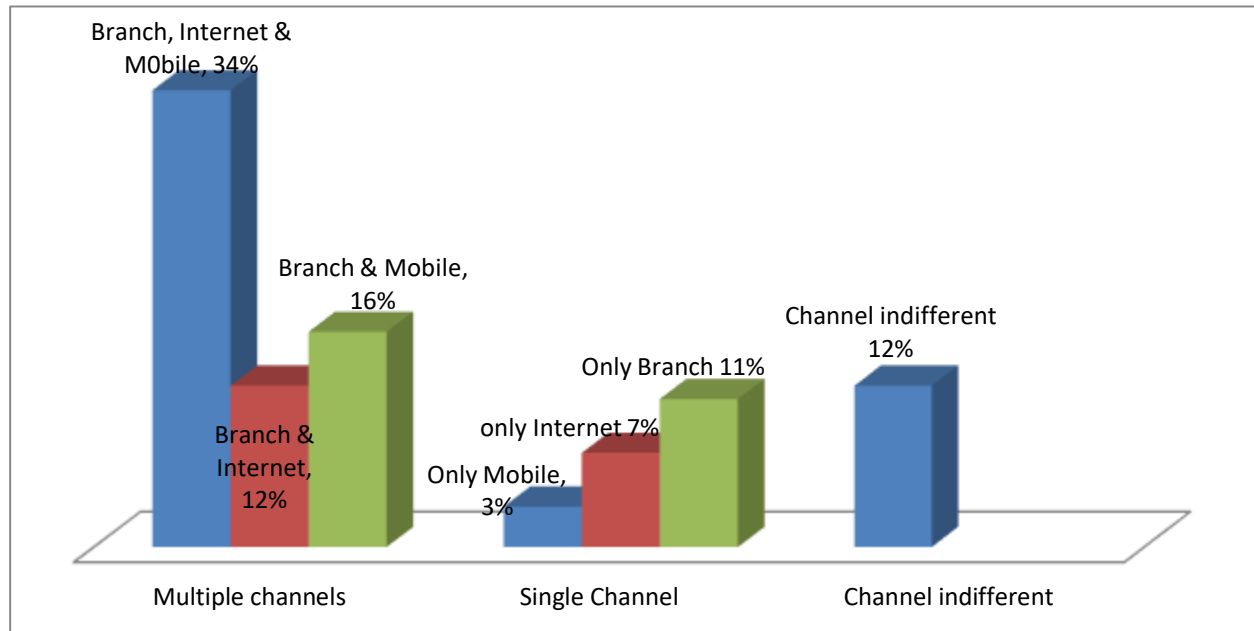 Branch, Internet &
M0bile, 34%
Branch &
Internet,
12%
Branch & Mobile,
16%
Only Mobile,
3%
only Internet 7%
Only Branch 11%
Channel indifferent
12%
Multiple channels
Single Channel
Channel indifferent